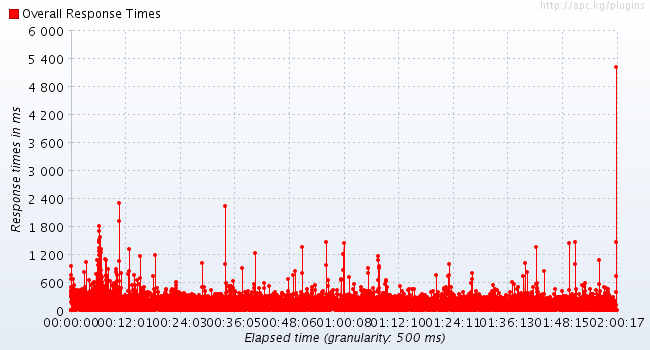 http://apc.kg/plugins
Overall Response Times
6 000
5 400
4 800
4 200
3 600
3 000
2 400
1 800
1 200
600
0
Response times in ms
00:00:00 00:12:01 00:24:03 00:36:05 00:48:06 01:00:08 01:12:10 01:24:11 01:36:13 01:48:15 02:00:17
Elapsed time (granularity: 500 ms)